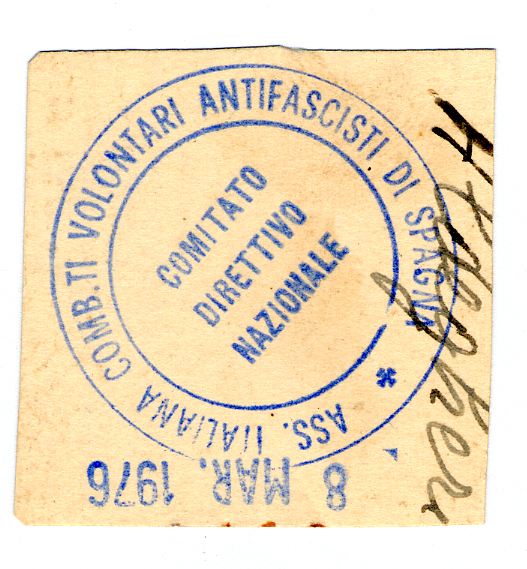 ASS. ITALIANA COMB.TI VOLONTARI ANTIFASCISTI DI SPAGNA *
COMITATO
DIRETTIVO
NAZIONALE
8 MAR. 1976